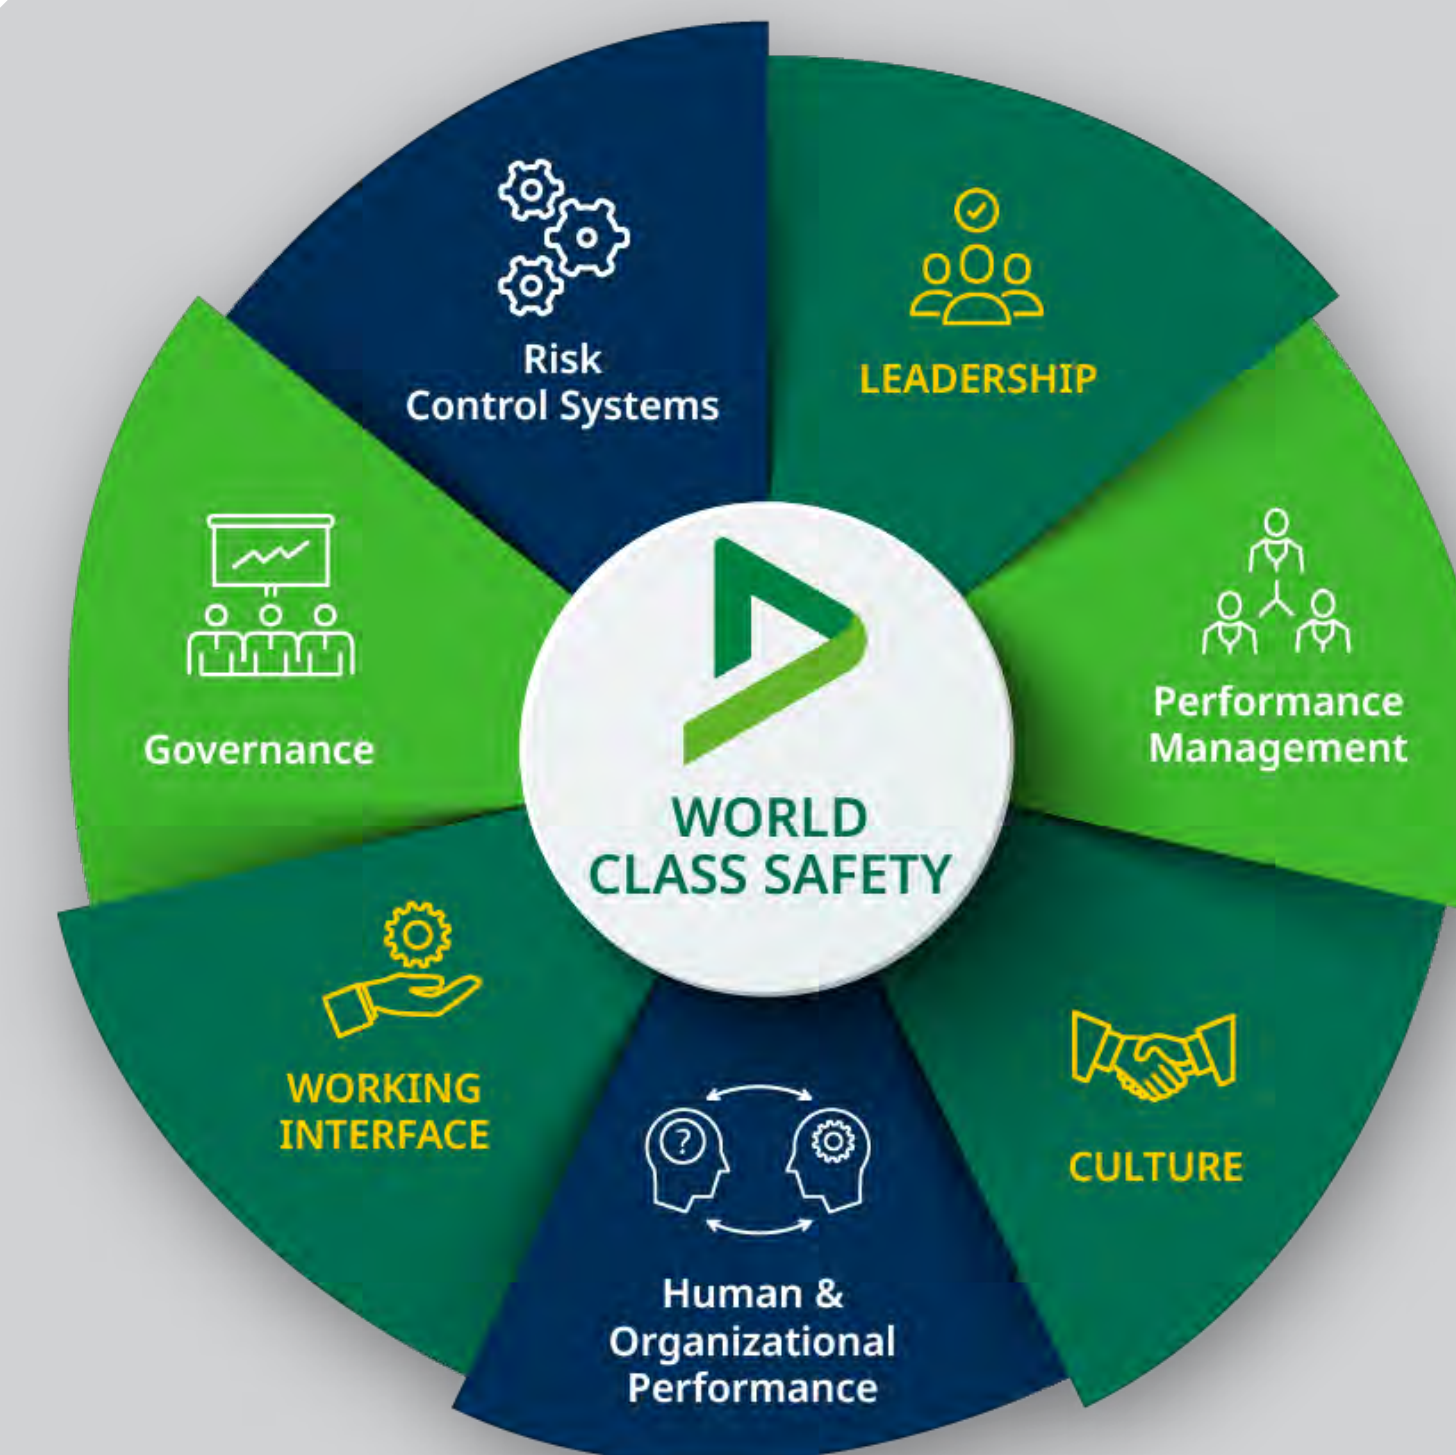 Risk
Control Systems
LEADERSHIP
Performance
Management
Governance
WORLD
CLASS SAFETY
WORKING
INTERFACE
?
CULTURE
Human &
Organizational
Performance